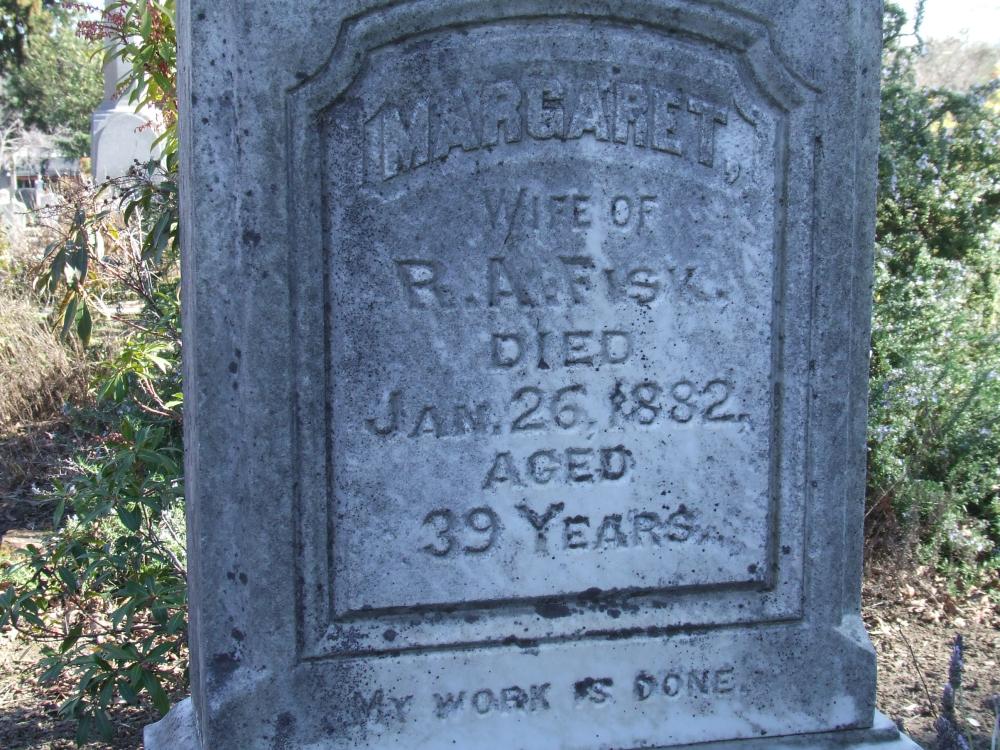 MARGARET,
WIFE OF
R. A. FISK.
DIED
JAN. 26, 1882.
AGED
39 YEARS.
MY WORK IS DONE.